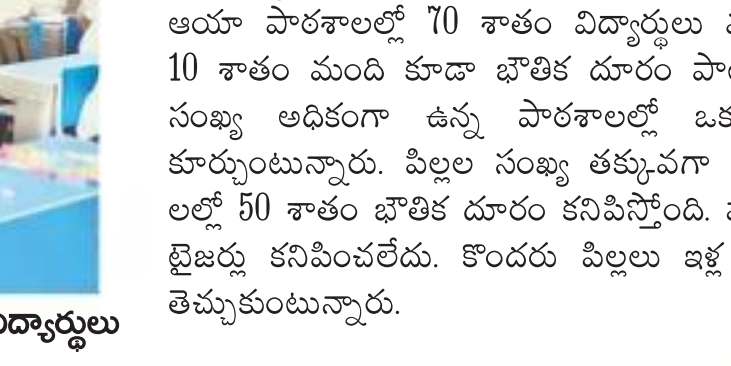 ఆయా పాఠశాలల్లో 70 శాతం విద్యార్థులు
10 శాతం మంది కూడా భౌతిక దూరం
సంఖ్య అధికంగా ఉన్న పాఠశాలల్లో
కూర్చుంటున్నారు. పిల్లల సంఖ్య తక్కువగా
లల్లో 50 శాతం భౌతిక దూరం కనిపిస్తోంది.
టైజర్లు కనిపించలేదు. కొందరు పిల్లలు ఇళ్ల
తెచ్చుకుంటున్నారు.
విద్యార్థులు